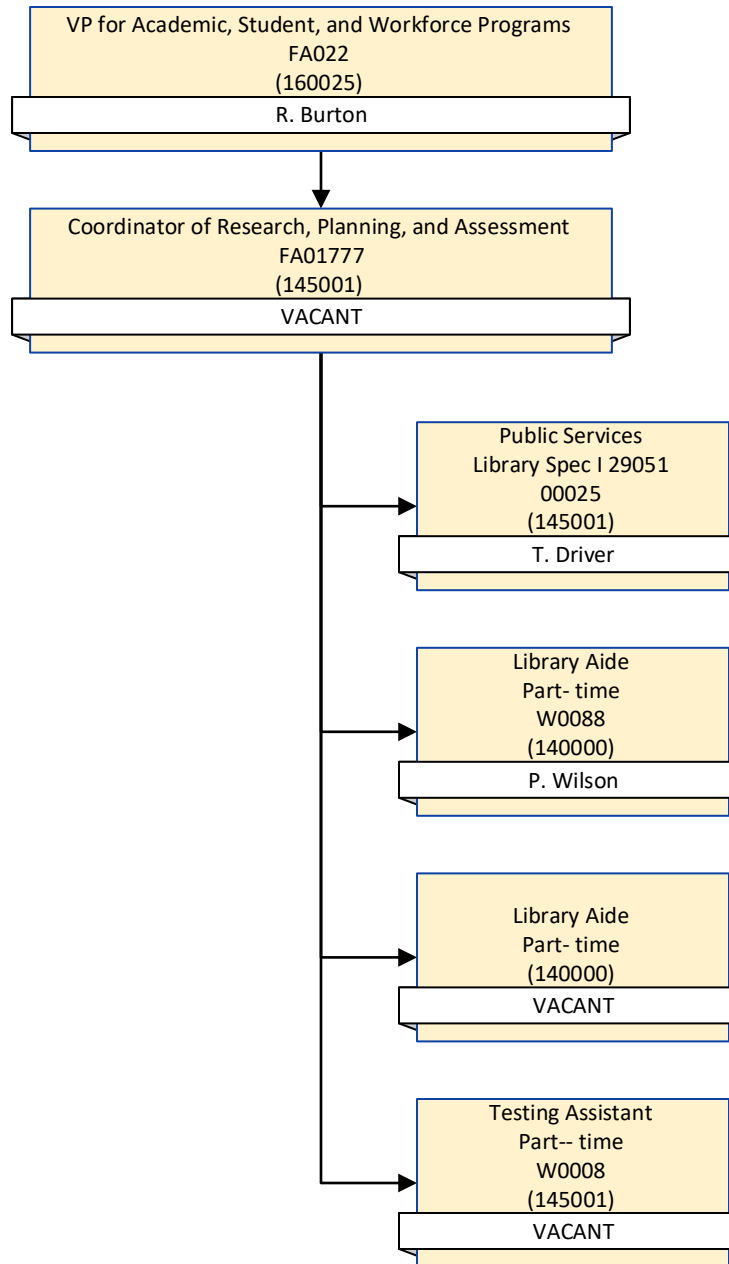 VP for Academic, Student, and Workforce Programs
FA022
(160025)
R. Burton
Coordinator of Research, Planning, and Assessment
FA01777
(145001)
VACANT
Public Services
Library Spec I 29051
00025
(145001)
T. Driver
Library Aide
Part- time
W0088
(140000)
P. Wilson
Library Aide
Part- time
(140000)
VACANT
Testing Assistant
Part-- time
W0008
(145001)
VACANT